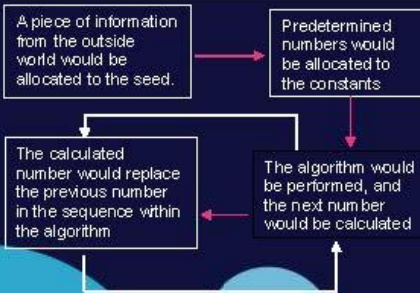 A piece of information
from the outside
world would be
allocated to the seed.
Predetermined
numbers would
be allocated to
the constants
The calculated
number would replace
the previous number
in the sequence within
the algorithm
The algorithm would
be performed, and
the next number
would be calculated